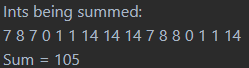 Ints being summed:
7 8 7 0 1 1 14 14 14 7 8 8 0 1 1 14
Sum = 105